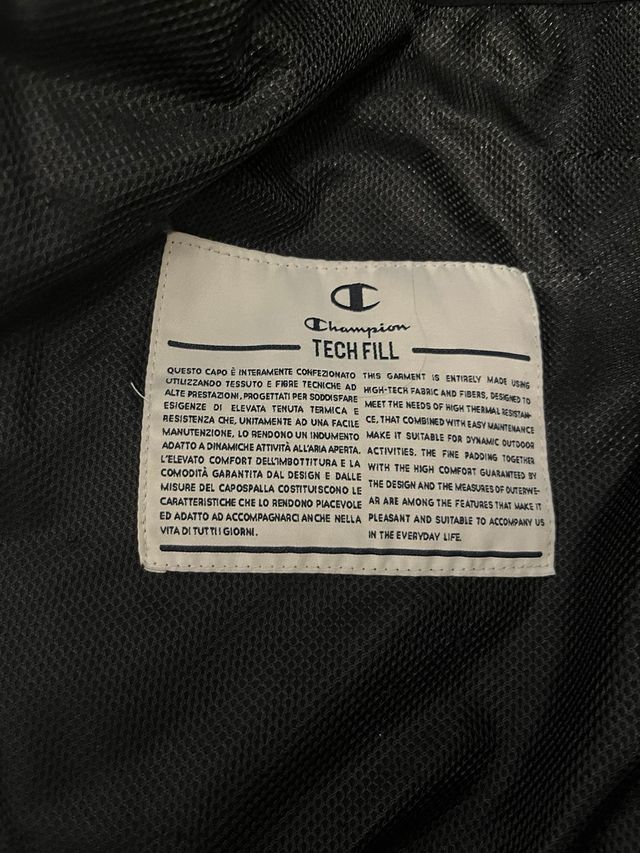 Champion
TECH FILL
QUESTO CAPO È INTERAMENTE CONFEZIONATO
UTILIZZANDO TESSUTO E FIBRE TECNICHE AD
ALTE PRESTAZIONI, PROGETTATI PER SODDISFARE
ESIGENZE DI ELEVATA TENUTA TERMICA E
RESISTENZA CHE, UNITAMENTE AD UNA FACILE
MANUTENZIONE, LO RENDONO UN INDUMENTO
ADATTO A DINAMICHE ATTIVITÀ ALL'ARIA APERTA.
L'ELEVATO COMFORT DELL'IMBOTTITURA E LA
COMODITÀ GARANTITA DAL DESIGN E DALLE
MISURE DEL CAPOSPALLA COSTITUISCONO LE
CARATTERISTICHE CHE LO RENDONO PIACEVOLE
ED ADATTO AD ACCOMPAGNARCI ANCHE NELLA
VITA DI TUTTI I GIORNI.
THIS GARMENT IS ENTIRELY MADE USING
HIGH-TECH FABRIC AND FIBERS, DESIGNED TO
MEET THE NEEDS OF HIGH THERMAL RESISTAN-
CE, THAT COMBINED WITH EASY MAINTENANCE
MAKE IT SUITABLE FOR DYNAMIC OUTDOOR
ACTIVITIES. THE FINE PADDING TOGETHER
WITH THE HIGH COMFORT GUARANTEED BY
THE DESIGN AND THE MEASURES OF OUTERWE-
AR ARE AMONG THE FEATURES THAT MAKE IT
PLEASANT AND SUITABLE TO ACCOMPANY US
IN THE EVERYDAY LIFE.